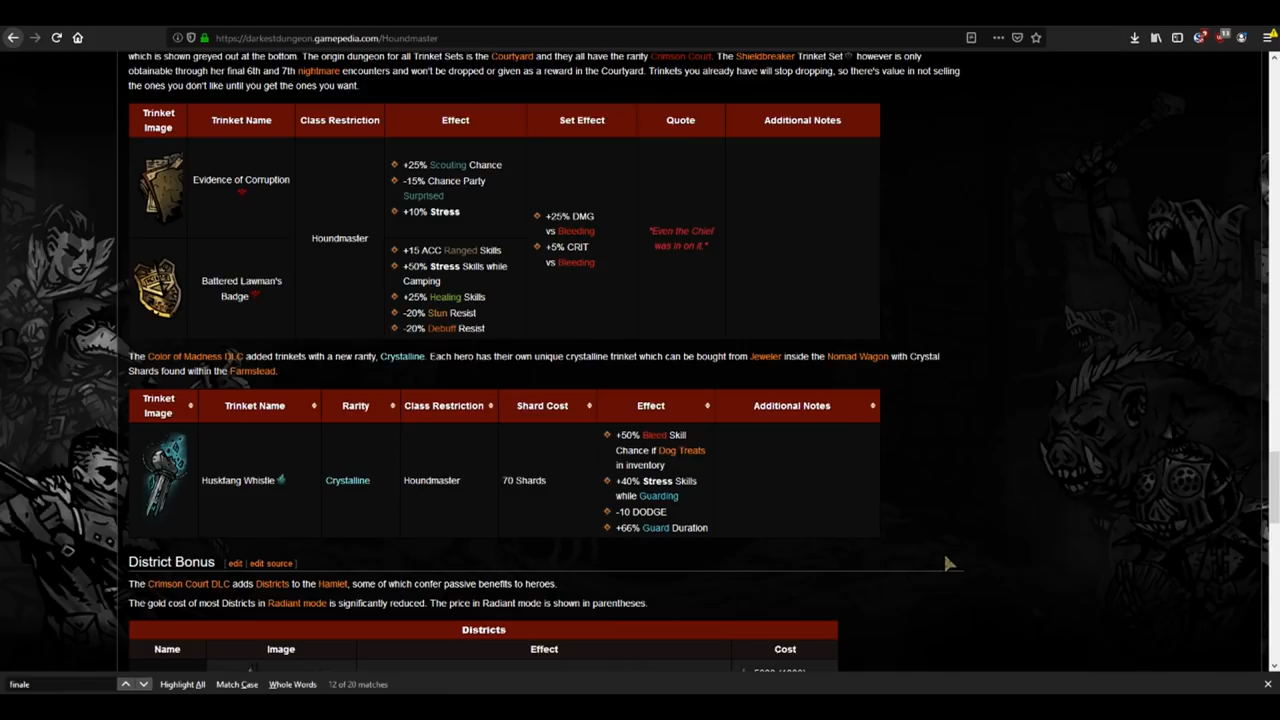 https://darkestdungeon.gamepedia.com/Houndmaster
which is shown greyed out at the bottom. The origin dungeon for all Trinket Sets is the Courtyard and they all have the rarity Crimson Court. The Shieldbreaker Trinket Set however is only
obtainable through her final 6th and 7th nightmare encounters and won't be dropped or given as a reward in the Courtyard. Trinkets you already have will stop dropping, so there's value in not selling
the ones you don't like until you get the ones you want.
Trinket Image
Trinket Name
Class Restriction
Effect
Set Effect
Quote
Additional Notes
Evidence of Corruption
+25% Scouting Chance
-15% Chance Party
Surprised
+10% Stress
Houndmaster
+25% DMG
vs Bleeding
+5% CRIT
vs Bleeding
"Even the Chief
was in on it."
Battered Lawman's
Badge
+15 ACC Ranged Skills
+50% Stress Skills while
Camping
+25% Healing Skills
-20% Stun Resist
-20% Debuff Resist
The Color of Madness DLC added trinkets with a new rarity, Crystalline. Each hero has their own unique crystalline trinket which can be bought from Jeweler inside the Nomad Wagon with Crystal
Shards found within the Farmstead.
Trinket Image
Trinket Name
Rarity
Class Restriction
Shard Cost
Effect
Additional Notes
Huskfang Whistle
Crystalline
Houndmaster
70 Shards
+50% Bleed Skill
Chance if Dog Treats
in inventory
+40% Stress Skills
while Guarding
-10 DODGE
+66% Guard Duration
District Bonus [ edit | edit source ]
The Crimson Court DLC adds Districts to the Hamlet, some of which confer passive benefits to heroes.
The gold cost of most Districts in Radiant mode is significantly reduced. The price in Radiant mode is shown in parentheses.
Districts
Name
Image
Effect
Cost
finale
Highlight All
Match Case
Whole Words
12 of 20 matches